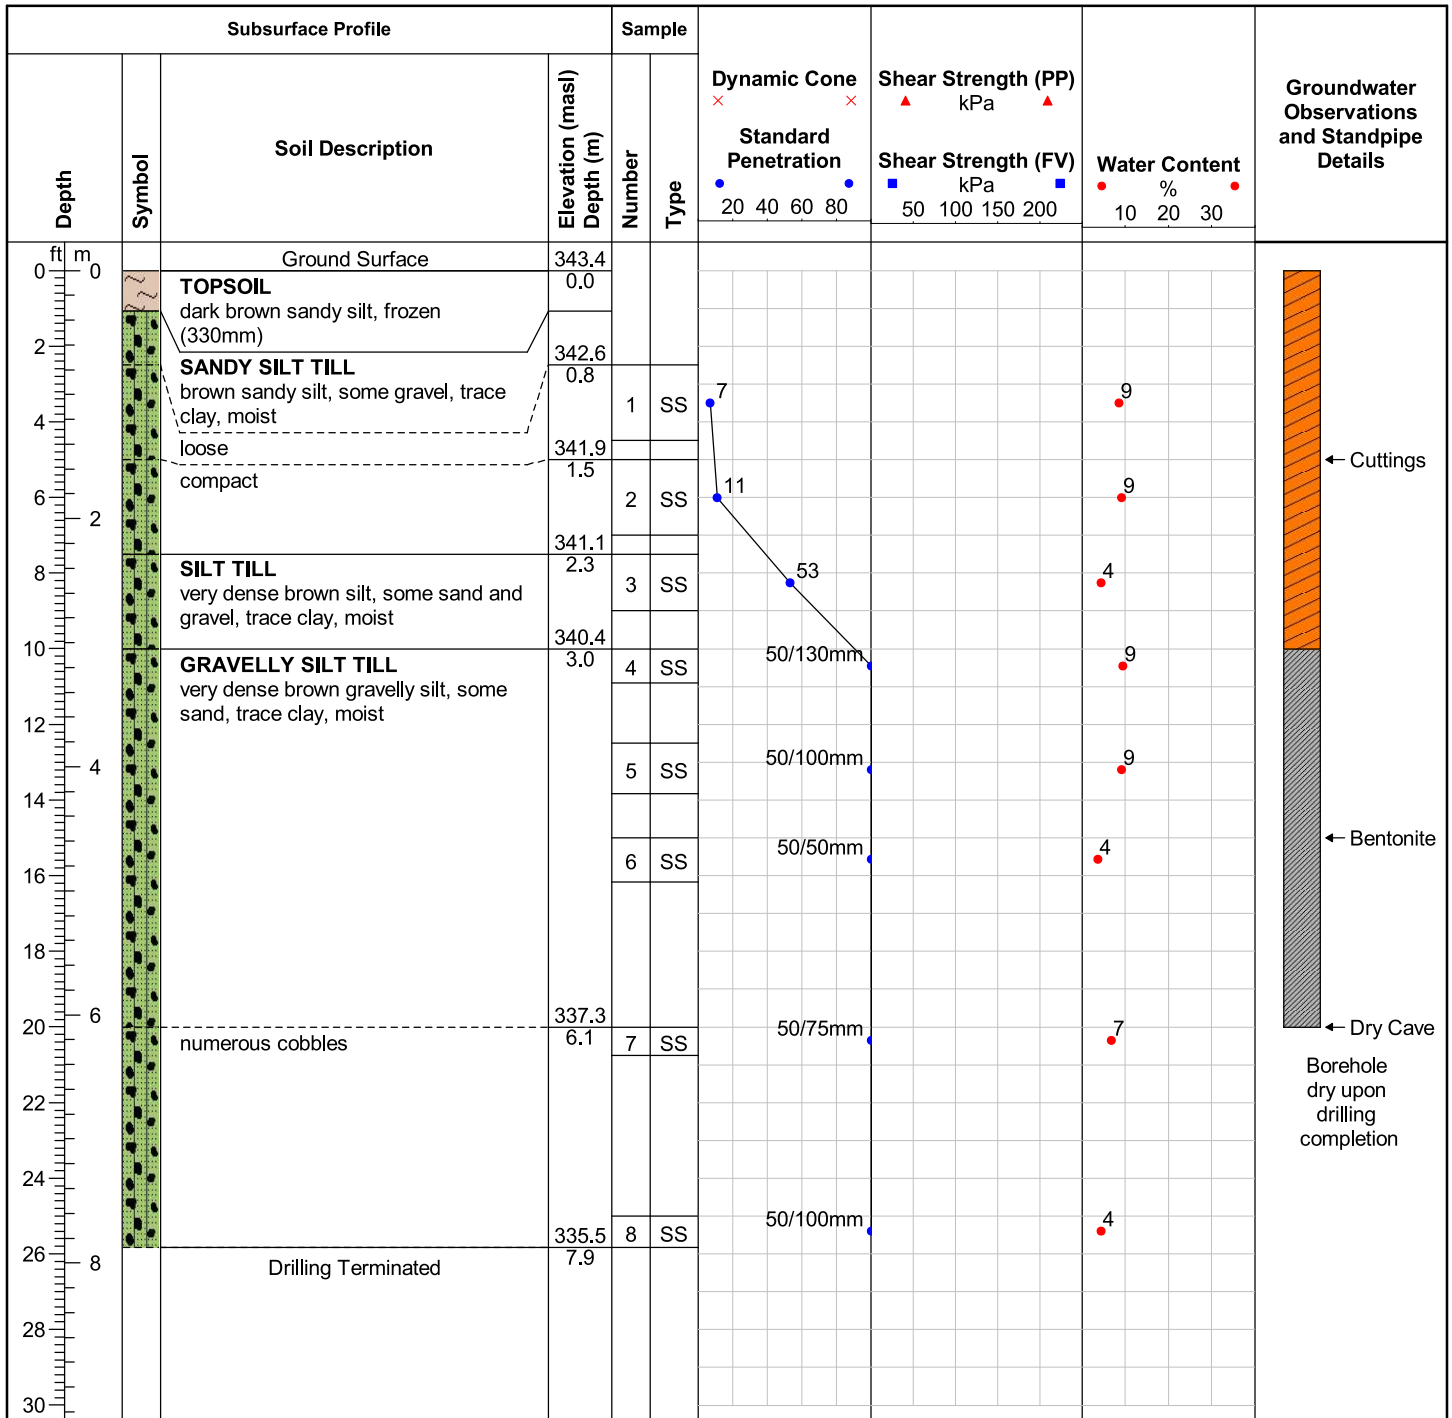 Subsurface Profile
Sample
Depth
Symbol
Soil Description
Elevation (masl)
Depth (m)
Number
Type
Dynamic Cone
Standard
Penetration
20 40 60 80
Shear Strength (PP)
kPa
Shear Strength (FV)
kPa
50 100 150 200
Water Content
%
10 20 30
Groundwater
Observations
and Standpipe
Details
ft m
0 0
2
4
6
2
8
10
12
4
14
16
18
6
20
22
24
26
8
28
30
Ground Surface
343.4
0.0
TOPSOIL
dark brown sandy silt, frozen
(330mm)
342.6
0.8
SANDY SILT TILL
brown sandy silt, some gravel, trace
clay, moist
loose
341.9
1.5
compact
341.1
2.3
SILT TILL
very dense brown silt, some sand and
gravel, trace clay, moist
340.4
3.0
GRAVELLY SILT TILL
very dense brown gravelly silt, some
sand, trace clay, moist
337.3
6.1
numerous cobbles
335.5
7.9
Drilling Terminated
1 SS 7 9
2 SS 11 9
3 SS 53 4
4 SS 50/130mm 9
5 SS 50/100mm 9
6 SS 50/50mm 4
7 SS 50/75mm 7
8 SS 50/100mm 4
Cuttings
Bentonite
Dry Cave
Borehole
dry upon
drilling
completion